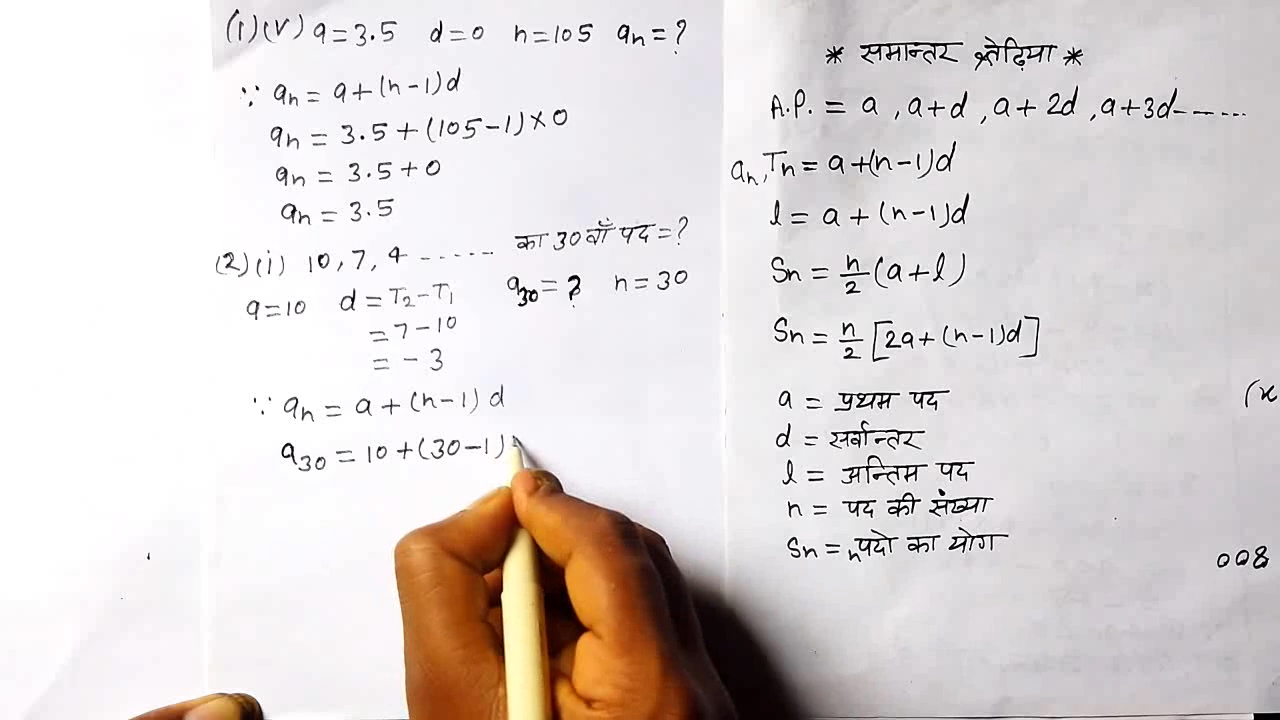 (1)(V) a=3.5 d=0 n=105 an=?
∵ an = a+(n-1)d
an = 3.5+(105-1)×0
an = 3.5+0
an = 3.5
(2)(i) 10, 7, 4 ------ का 30 वाँ पद = ?
a=10 d=T2-T1 a30=? n=30
=7-10
=-3
∵ an = a+(n-1)d
a30 = 10+(30-1)
* समान्तर श्रेढ़िया *
A.P. = a, a+d, a+2d, a+3d------
an, Tn = a+(n-1)d
l = a+(n-1)d
Sn = n/2 (a+l)
Sn = n/2 [2a+(n-1)d]
a = प्रथम पद
d = सर्वान्तर
l = अन्तिम पद
n = पद की संख्या
Sn = n पदो का योग
(x